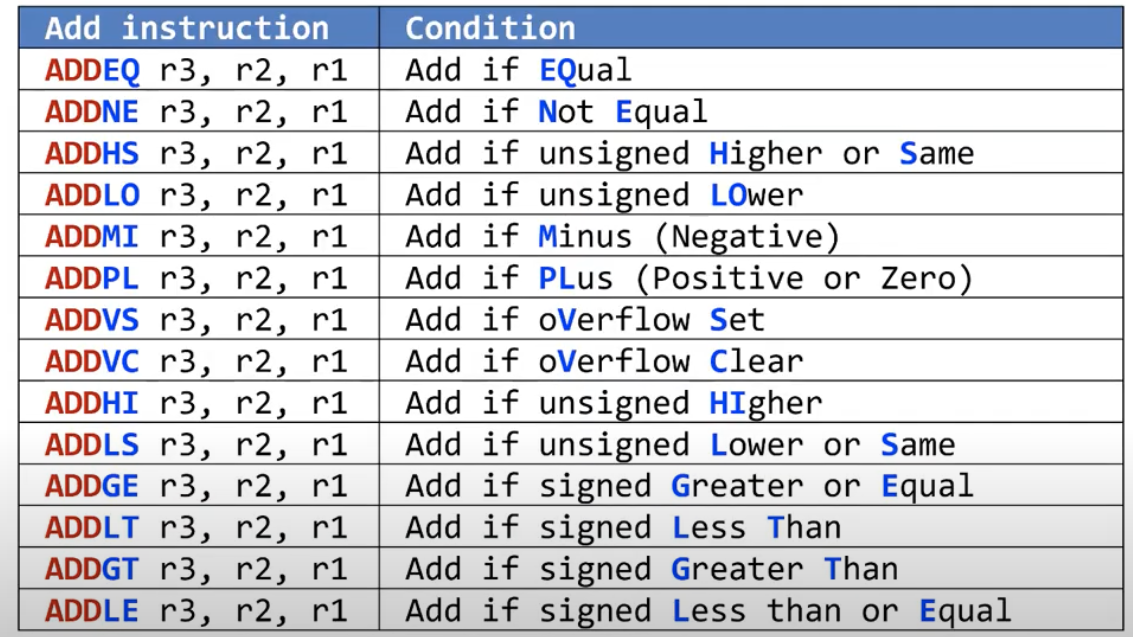 Add instruction Condition
ADDEQ r3, r2, r1 Add if EQual
ADDNE r3, r2, r1 Add if Not Equal
ADDHS r3, r2, r1 Add if unsigned Higher or Same
ADDLO r3, r2, r1 Add if unsigned LOwer
ADDMI r3, r2, r1 Add if Minus (Negative)
ADDPL r3, r2, r1 Add if PLus (Positive or Zero)
ADDVS r3, r2, r1 Add if oVerflow Set
ADDVC r3, r2, r1 Add if oVerflow Clear
ADDHI r3, r2, r1 Add if unsigned HIgher
ADDLS r3, r2, r1 Add if unsigned Lower or Same
ADDGE r3, r2, r1 Add if signed Greater or Equal
ADDLT r3, r2, r1 Add if signed Less Than
ADDGT r3, r2, r1 Add if signed Greater Than
ADDLE r3, r2, r1 Add if signed Less than or Equal